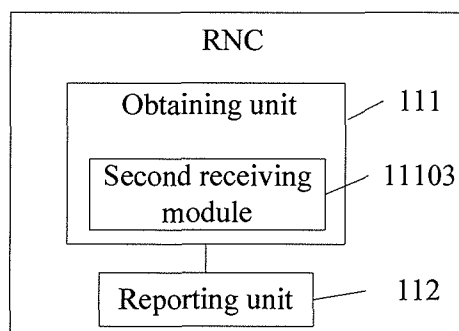 RNC
Obtaining unit
111
Second receiving
module
11103
Reporting unit
112